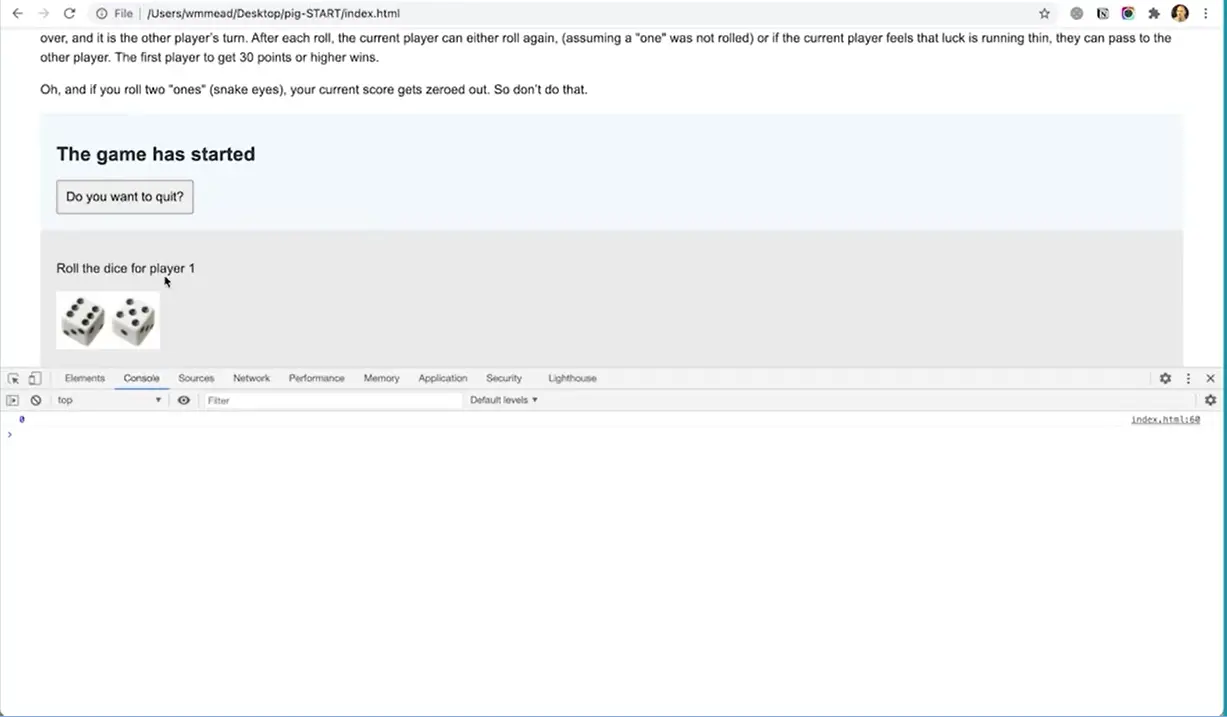 File | /Users/wmmead/Desktop/pig-START/index.html
over, and it is the other player's turn. After each roll, the current player can either roll again, (assuming a "one" was not rolled) or if the current player feels that luck is running thin, they can pass to the
other player. The first player to get 30 points or higher wins.
Oh, and if you roll two "ones" (snake eyes), your current score gets zeroed out. So don't do that.
The game has started
Do you want to quit?
Roll the dice for player 1
Elements Console Sources Network Performance Memory Application Security Lighthouse
top Filter Default levels
0 index.html:60